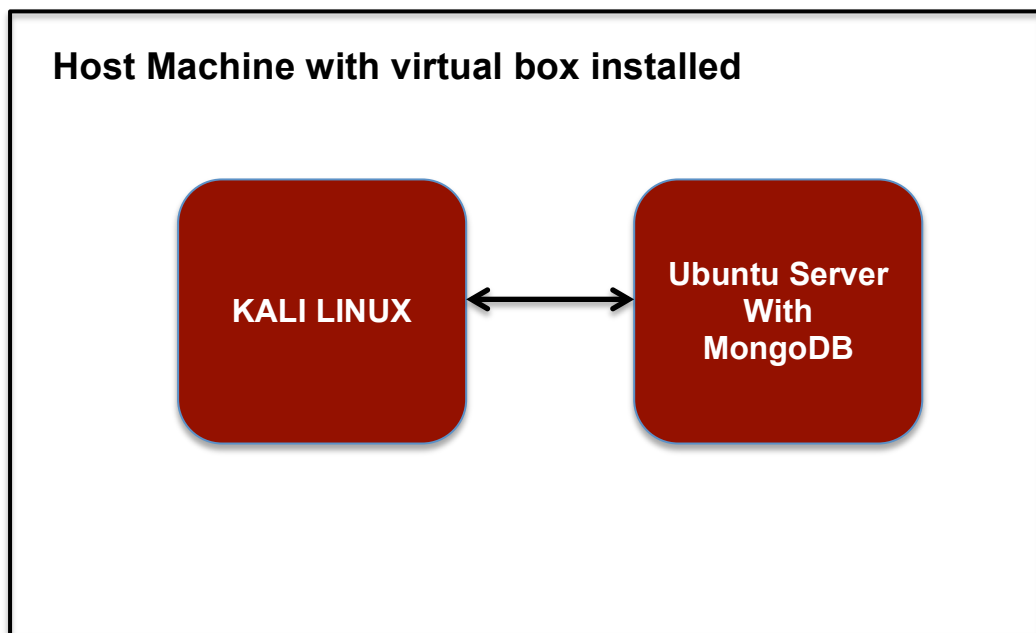 Host Machine with virtual box installed
KALI LINUX
Ubuntu Server
With
MongoDB